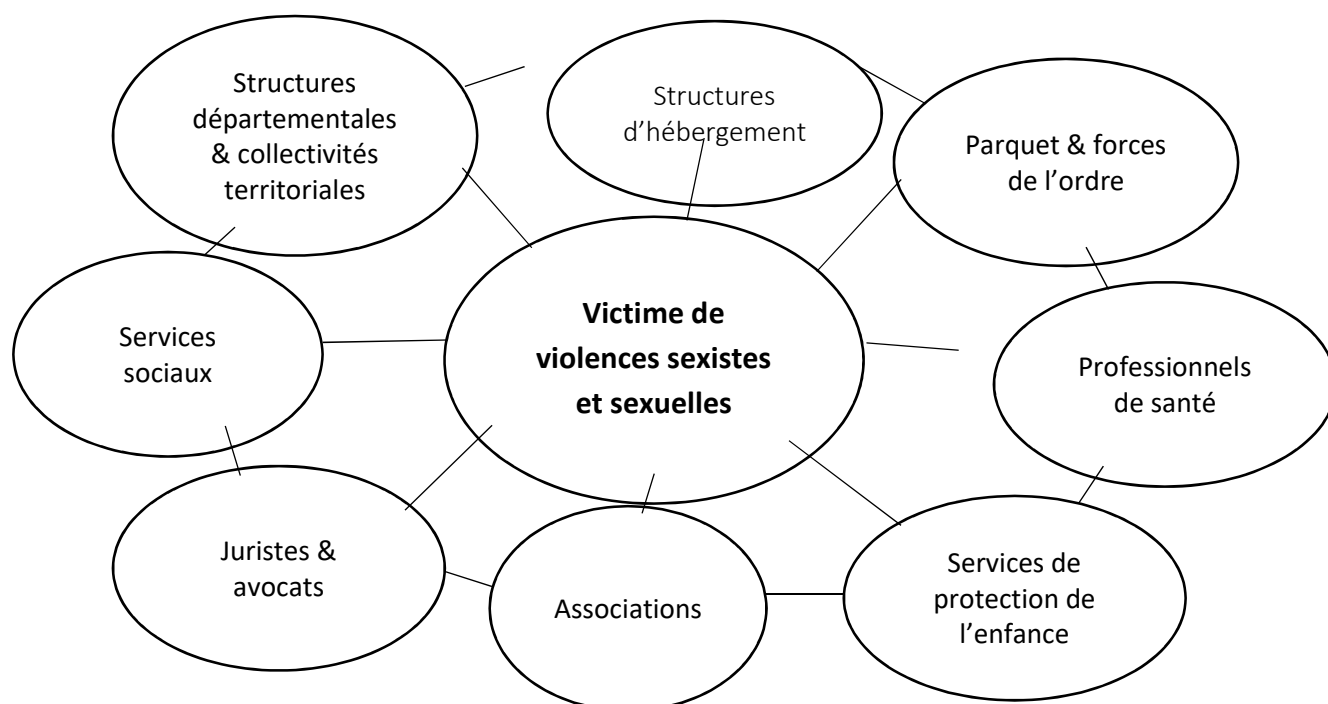 Structures
départementales
& collectivités
territoriales
Structures
d’hébergement
Parquet & forces
de l’ordre
Services
sociaux
Victime de
violences sexistes
et sexuelles
Professionnels
de santé
Juristes &
avocats
Associations
Services de
protection de
l’enfance